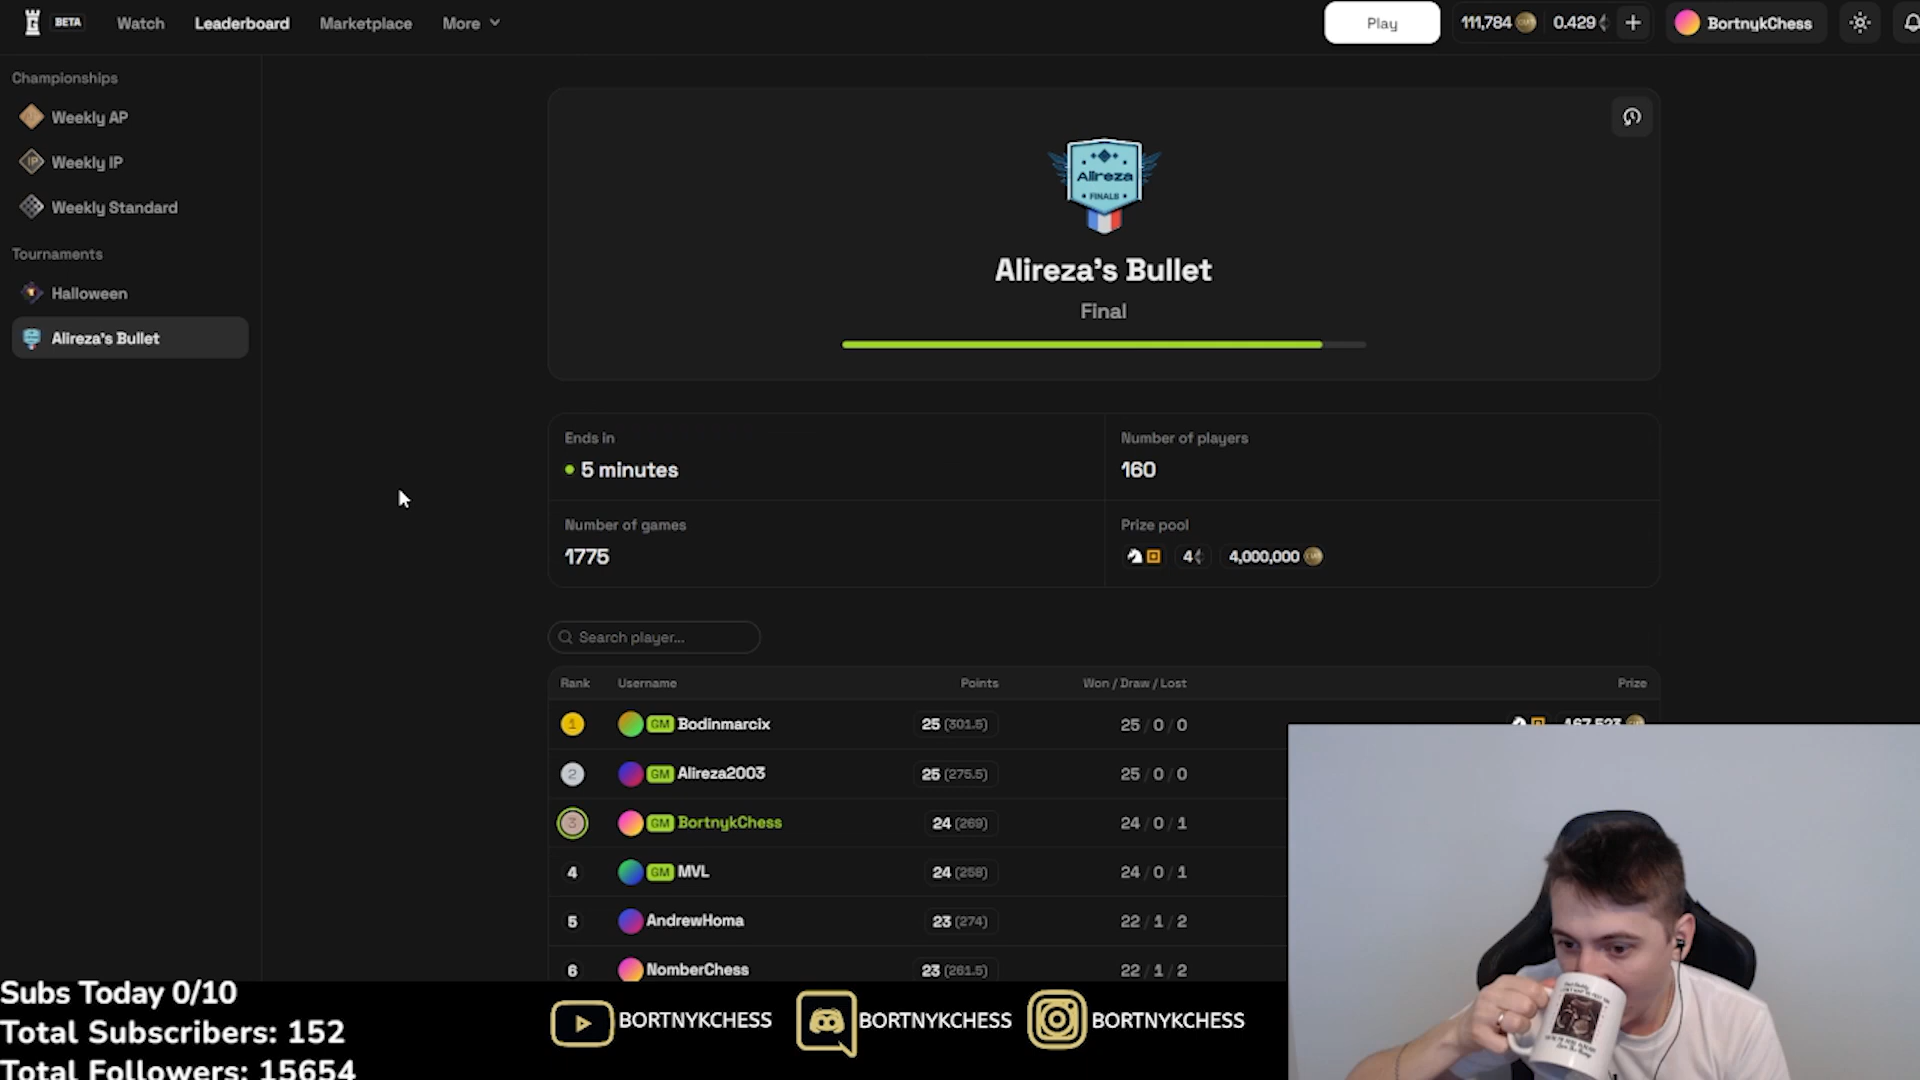 BETA Watch Leaderboard Marketplace More Play 111,784 0.429 BortnykChess
Championships
Weekly AP
Weekly IP
Weekly Standard
Tournaments
Halloween
Alireza's Bullet
Alireza
FINALS
Alireza's Bullet
Final
Ends in
5 minutes
Number of players
160
Number of games
1775
Prize pool
4 4,000,000
Search player...
Rank Username Points Won / Draw / Lost Prize
1 GM Bodinmarcix 25 (301.5) 25 / 0 / 0 167,523
2 GM Alireza2003 25 (275.5) 25 / 0 / 0
3 GM BortnykChess 24 (269) 24 / 0 / 1
4 GM MVL 24 (258) 24 / 0 / 1
5 AndrewHoma 23 (274) 22 / 1 / 2
6 NomberChess 23 (261.5) 22 / 1 / 2
Subs Today 0/10
Total Subscribers: 152
Total Followers: 15654
BORTNYKCHESS BORTNYKCHESS BORTNYKCHESS